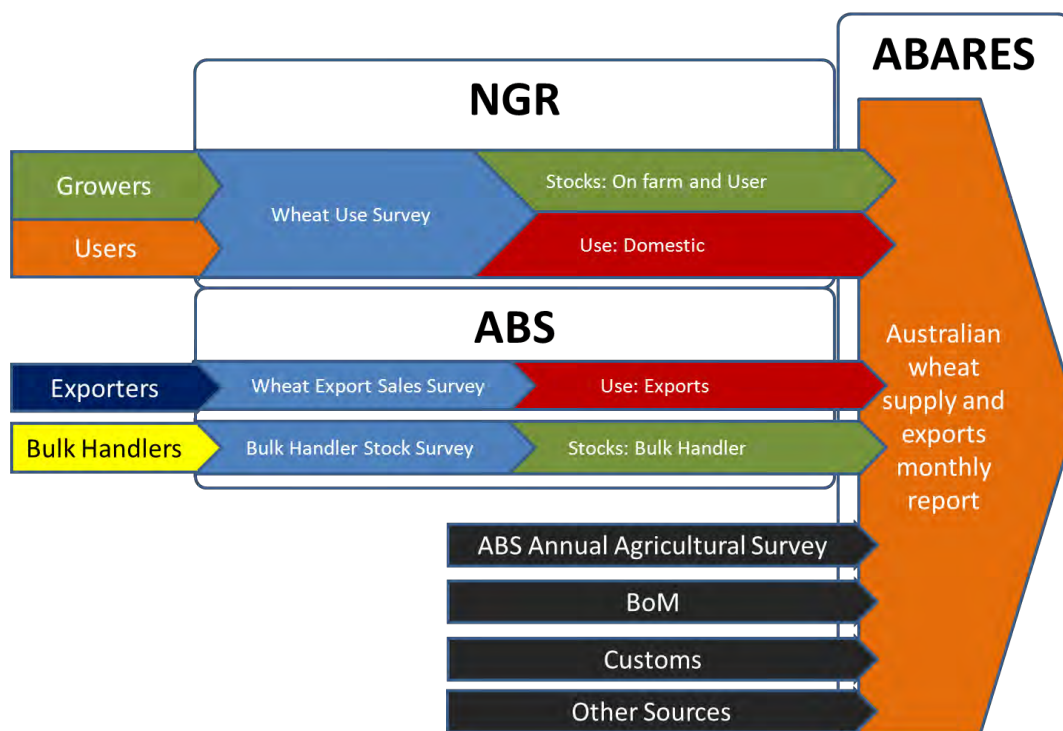 ABARES
NGR
Growers
Users
Wheat Use Survey
Stocks: On farm and User
Use: Domestic
ABS
Exporters
Wheat Export Sales Survey
Use: Exports
Bulk Handlers
Bulk Handler Stock Survey
Stocks: Bulk Handler
Australian
wheat
supply and
exports
monthly
report
ABS Annual Agricultural Survey
BoM
Customs
Other Sources